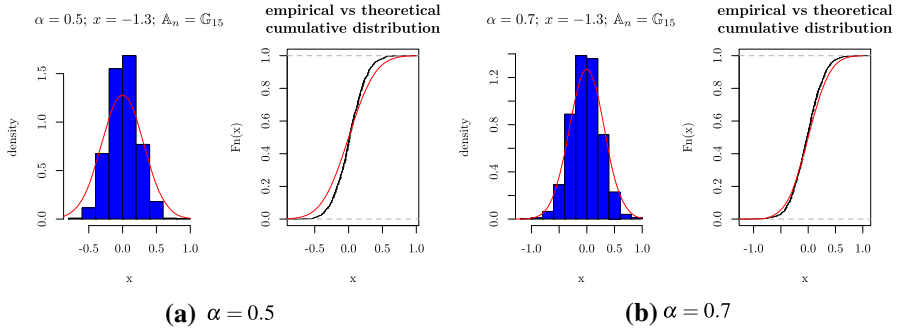 α = 0.5; x = −1.3; 𝔸ₙ = 𝔾₁₅
empirical vs theoretical
cumulative distribution
density
0.0 0.5 1.0 1.5
-0.5 0.0 0.5 1.0
x
Fn(x)
0.0 0.2 0.4 0.6 0.8 1.0
-0.5 0.0 0.5 1.0
x
(a) α = 0.5
α = 0.7; x = −1.3; 𝔸ₙ = 𝔾₁₅
empirical vs theoretical
cumulative distribution
density
0.0 0.4 0.8 1.2
-1.0 0.0 0.5 1.0
x
Fn(x)
0.0 0.2 0.4 0.6 0.8 1.0
-1.0 0.0 0.5 1.0
x
(b) α = 0.7